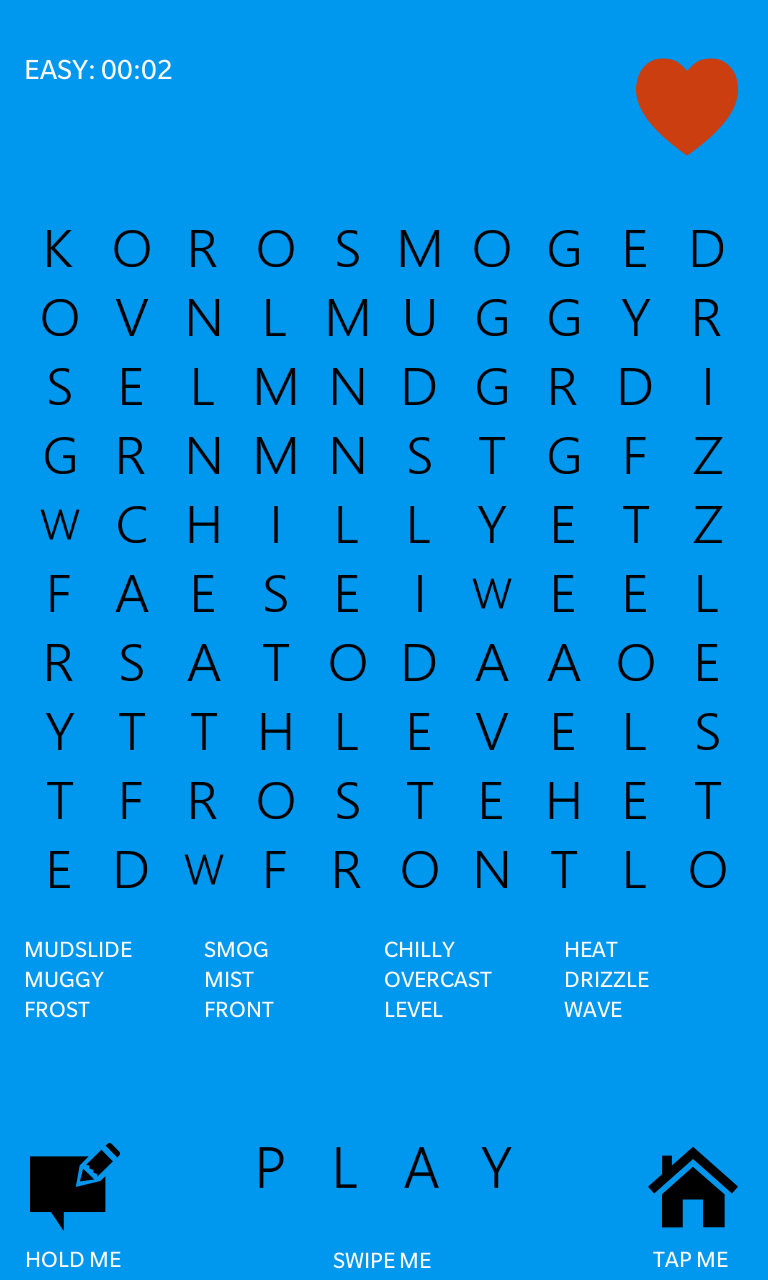 EASY: 00:02
K O R O S M O G E D
O V N L M U G G Y R
S E L M N D G R D I
G R N M N S T G F Z
W C H I L L Y E T Z
F A E S E I W E E L
R S A T O D A A O E
Y T T H L E V E L S
T F R O S T E H E T
E D W F R O N T L O
MUDSLIDE SMOG CHILLY HEAT
MUGGY MIST OVERCAST DRIZZLE
FROST FRONT LEVEL WAVE
P L A Y
HOLD ME SWIPE ME TAP ME